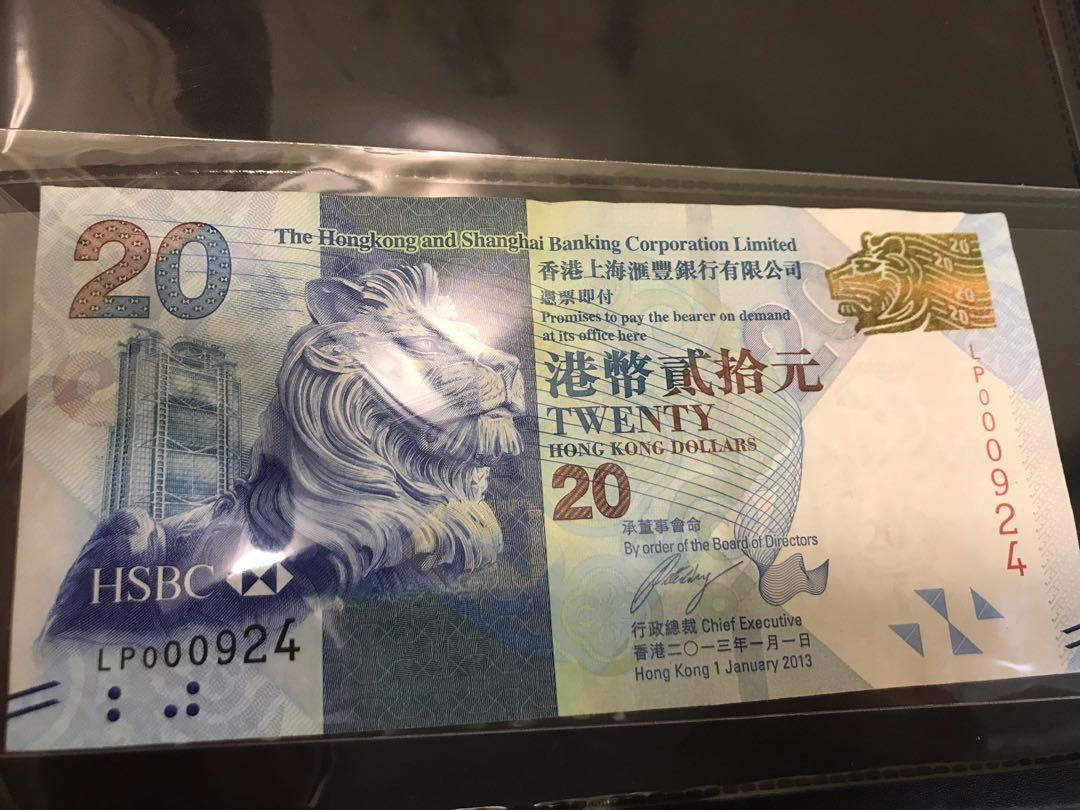 20
The Hongkong and Shanghai Banking Corporation Limited
香港上海滙豐銀行有限公司
憑票即付
Promises to pay the bearer on demand
at its office here
港幣貳拾元
TWENTY
HONG KONG DOLLARS
20
承董事會命
By order of the Board of Directors
行政總裁 Chief Executive
香港二〇一三年一月一日
Hong Kong 1 January 2013
HSBC
LP000924
20
20
20
20
LP000924